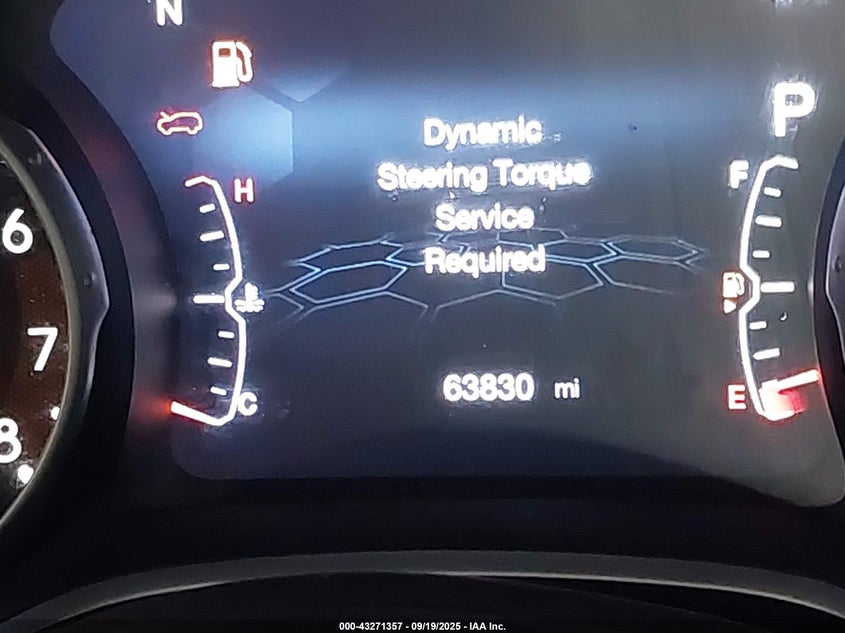 N
P
Dynamic
Steering Torque
Service
Required
H
F
6
7
8
63830 mi
C
E
000-43271357 - 09/19/2025 - IAA Inc.